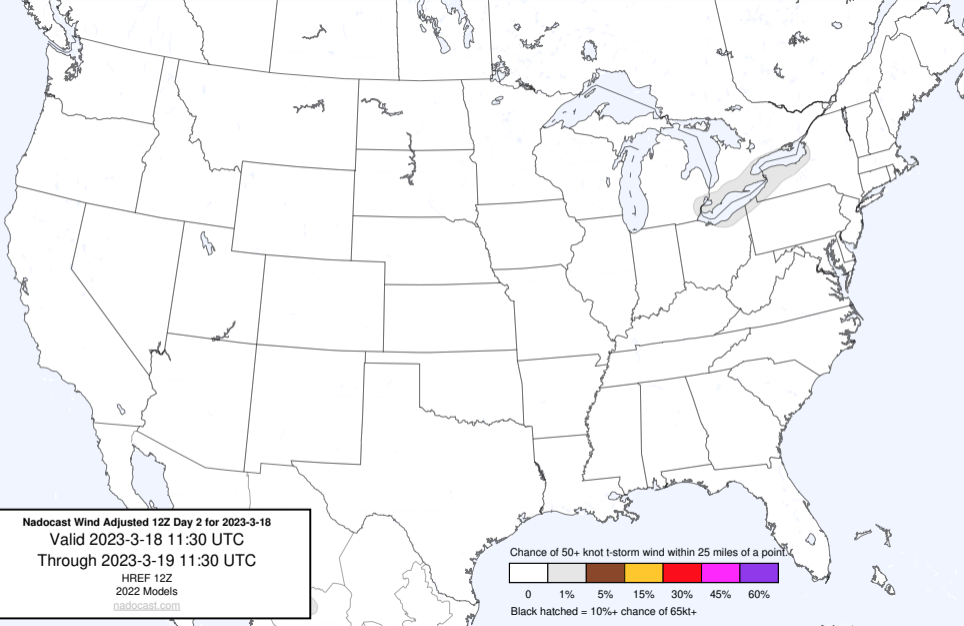 Nadocast Wind Adjusted 12Z Day 2 for 2023-3-18
Valid 2023-3-18 11:30 UTC
Through 2023-3-19 11:30 UTC
HREF 12Z
2022 Models
nadocast.com
Chance of 50+ knot t-storm wind within 25 miles of a point.
0 1% 5% 15% 30% 45% 60%
Black hatched = 10%+ chance of 65kt+